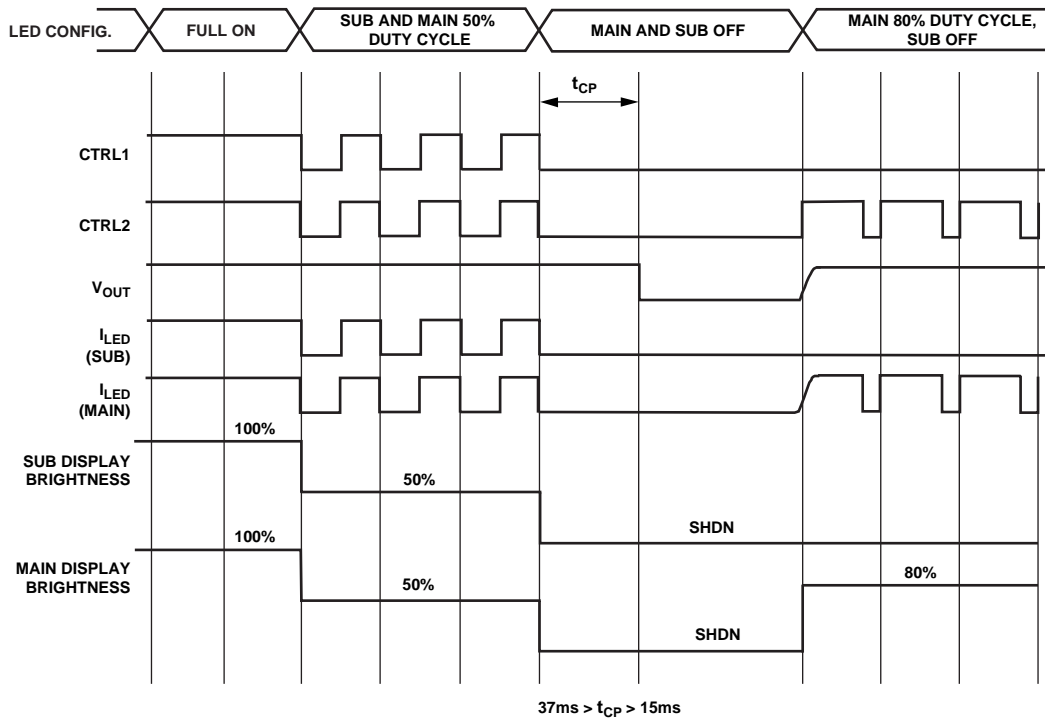 LED CONFIG.
FULL ON
SUB AND MAIN 50%
DUTY CYCLE
MAIN AND SUB OFF
MAIN 80% DUTY CYCLE,
SUB OFF
tCP
CTRL1
CTRL2
VOUT
ILED
(SUB)
ILED
(MAIN)
100%
SUB DISPLAY
BRIGHTNESS
50%
SHDN
100%
MAIN DISPLAY
BRIGHTNESS
50%
80%
SHDN
37ms > tCP > 15ms